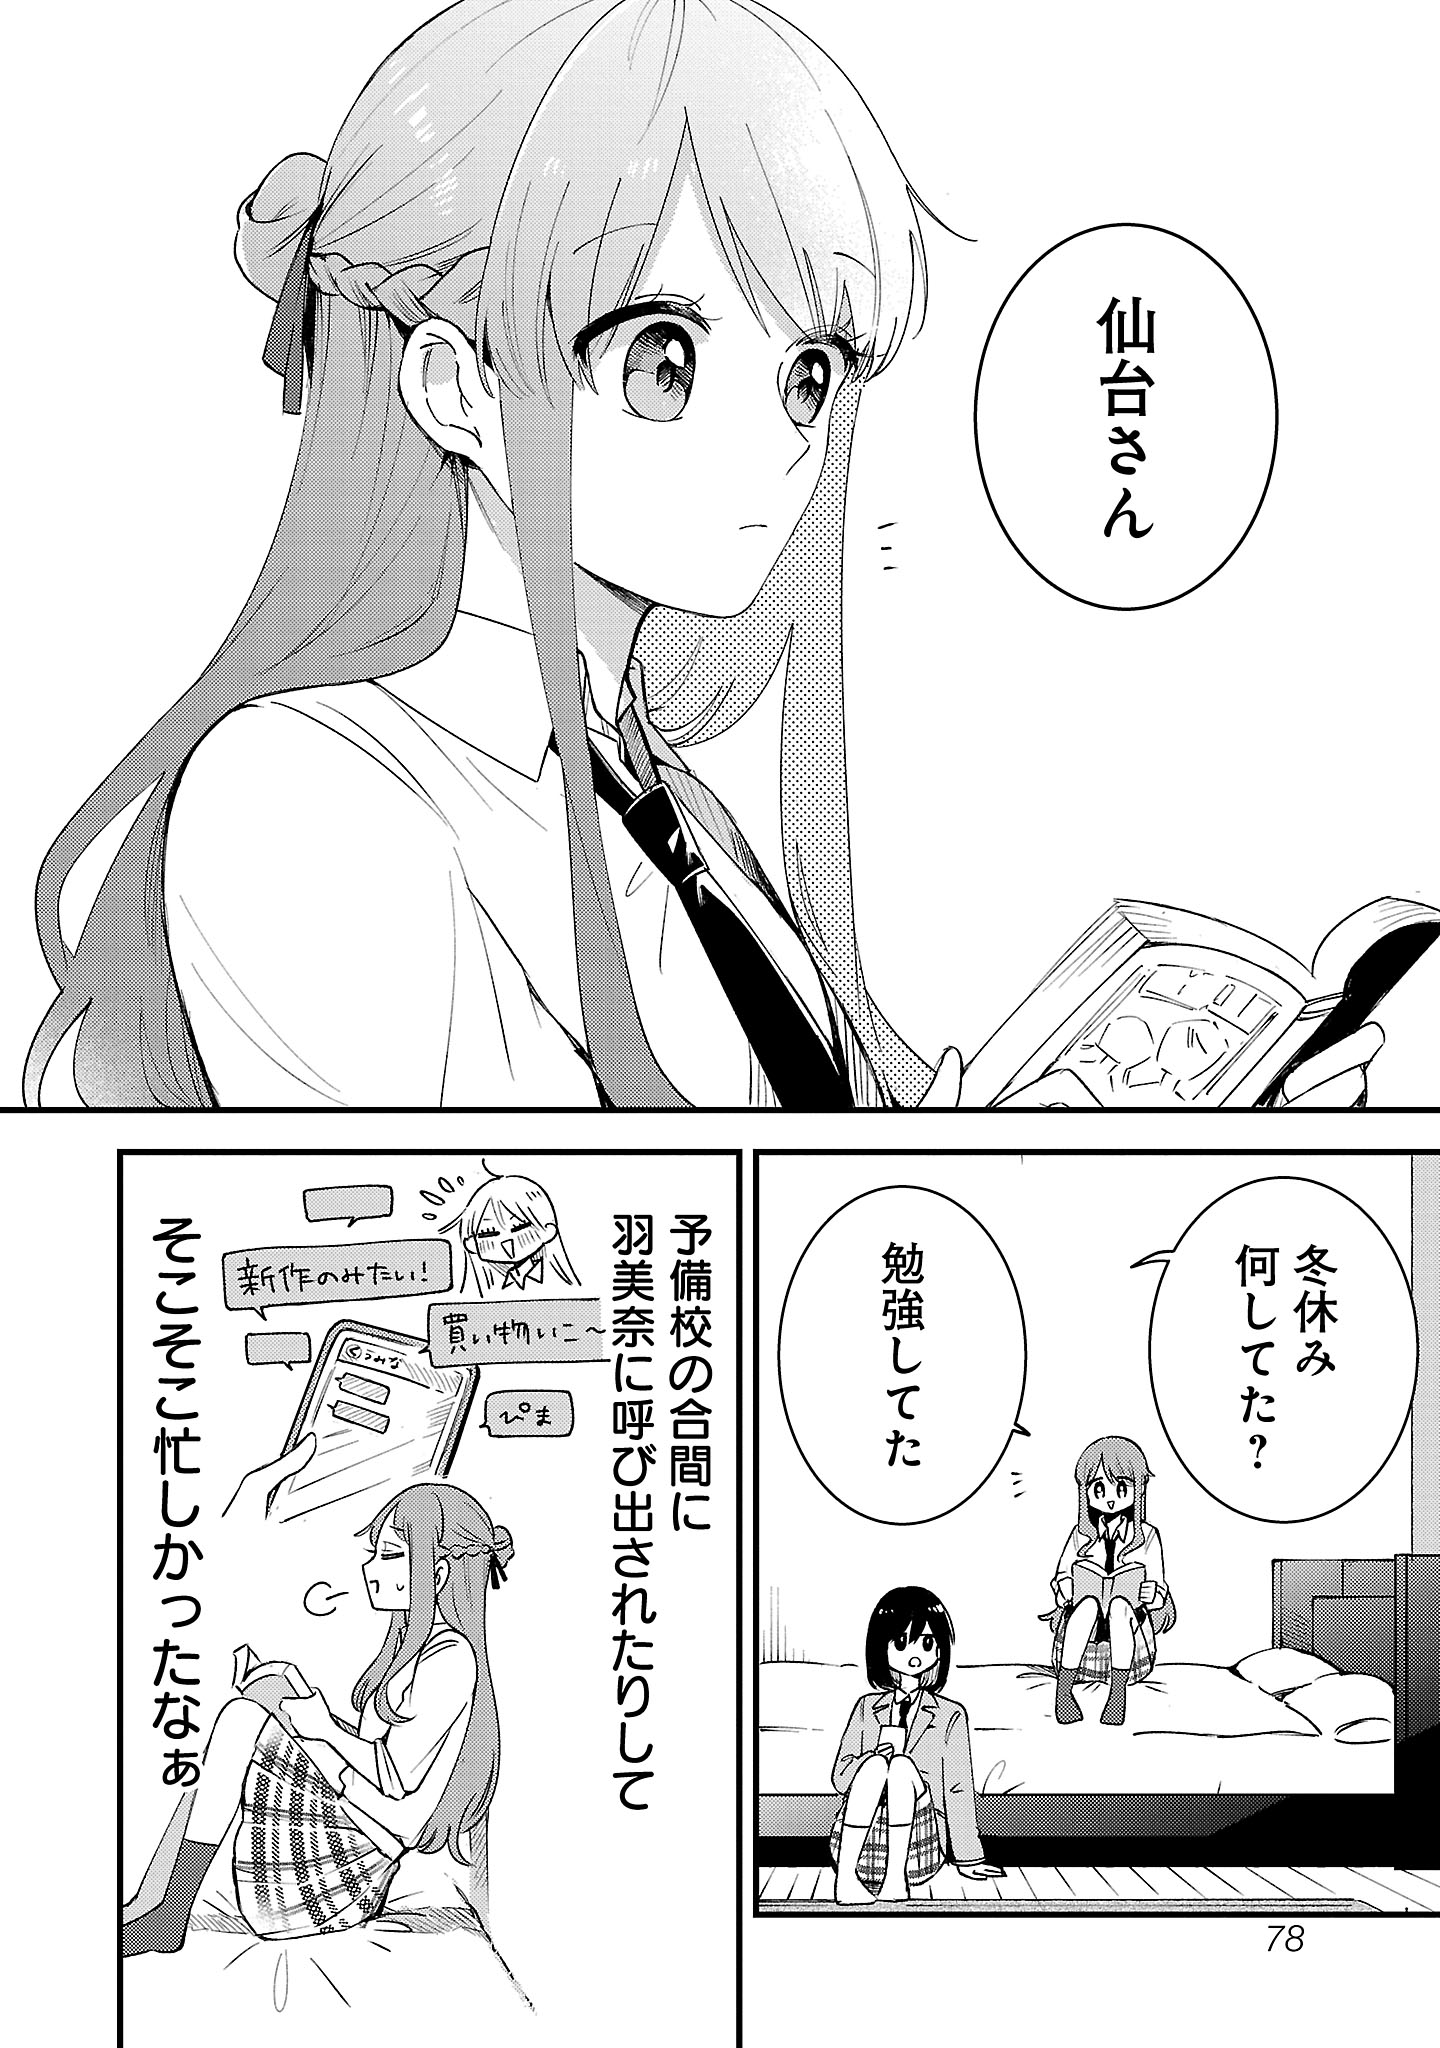 仙台さん
冬休み
何してた？
勉強してた
予備校の合間に
羽美奈に呼び出されたりして
新作のみたい！
買い物いこ～
くうみな
ぴま
そこそこ忙しかったなぁ
78